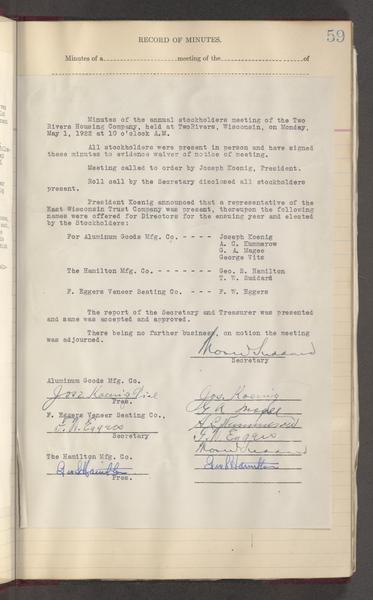 59
RECORD OF MINUTES.
Minutes of a meeting of the of
Minutes of the annual stockholders meeting of the Two
Rivers Housing Company, held at TwoRivers, Wisconsin, on Monday,
May 1, 1922 at 10 o'clock A.M.
All stockholders were present in person and have signed
these minutes to evidence waiver of notice of meeting.
Meeting called to order by Joseph Koenig, President.
Roll call by the Secretary disclosed all stockholders
present.
President Koenig announced that a representative of the
East Wisconsin Trust Company was present, thereupon the following
names were offered for Directors for the ensuing year and elected
by the Stockholders:
For Aluminum Goods Mfg. Co. - - - - Joseph Koenig
A. C. Kummerow
G. A. Magee
George Vits
The Hamilton Mfg. Co. - - - - - - - - Geo. S. Hamilton
T. W. Suddard
F. Eggers Veneer Seating Co. - - - F. W. Eggers
The report of the Secretary and Treasurer was presented
and same was accepted and approved.
There being no further business, on motion the meeting
was adjourned.
Suddard
Secretary
Aluminum Goods Mfg. Co.
Jos Koenig
Pres.
Jos. Koenig
G A Magee
F. Eggers Veneer Seating Co.,
F. W. Eggers
Secretary
A C Kummerow
F. W. Eggers
Suddard
The Hamilton Mfg. Co.
Geo S Hamilton
Pres.
Geo S Hamilton